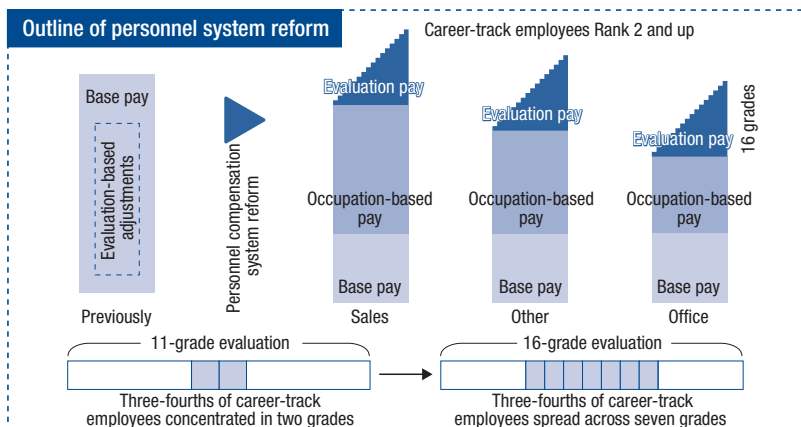 Outline of personnel system reform
Career-track employees Rank 2 and up
Base pay
Evaluation-based
adjustments
Previously
Personnel compensation
system reform
Evaluation pay
Occupation-based
pay
Base pay
Sales
Evaluation pay
Occupation-based
pay
Base pay
Other
Evaluation pay
Occupation-based
pay
Base pay
Office
16 grades
11-grade evaluation
Three-fourths of career-track
employees concentrated in two grades
16-grade evaluation
Three-fourths of career-track
employees spread across seven grades